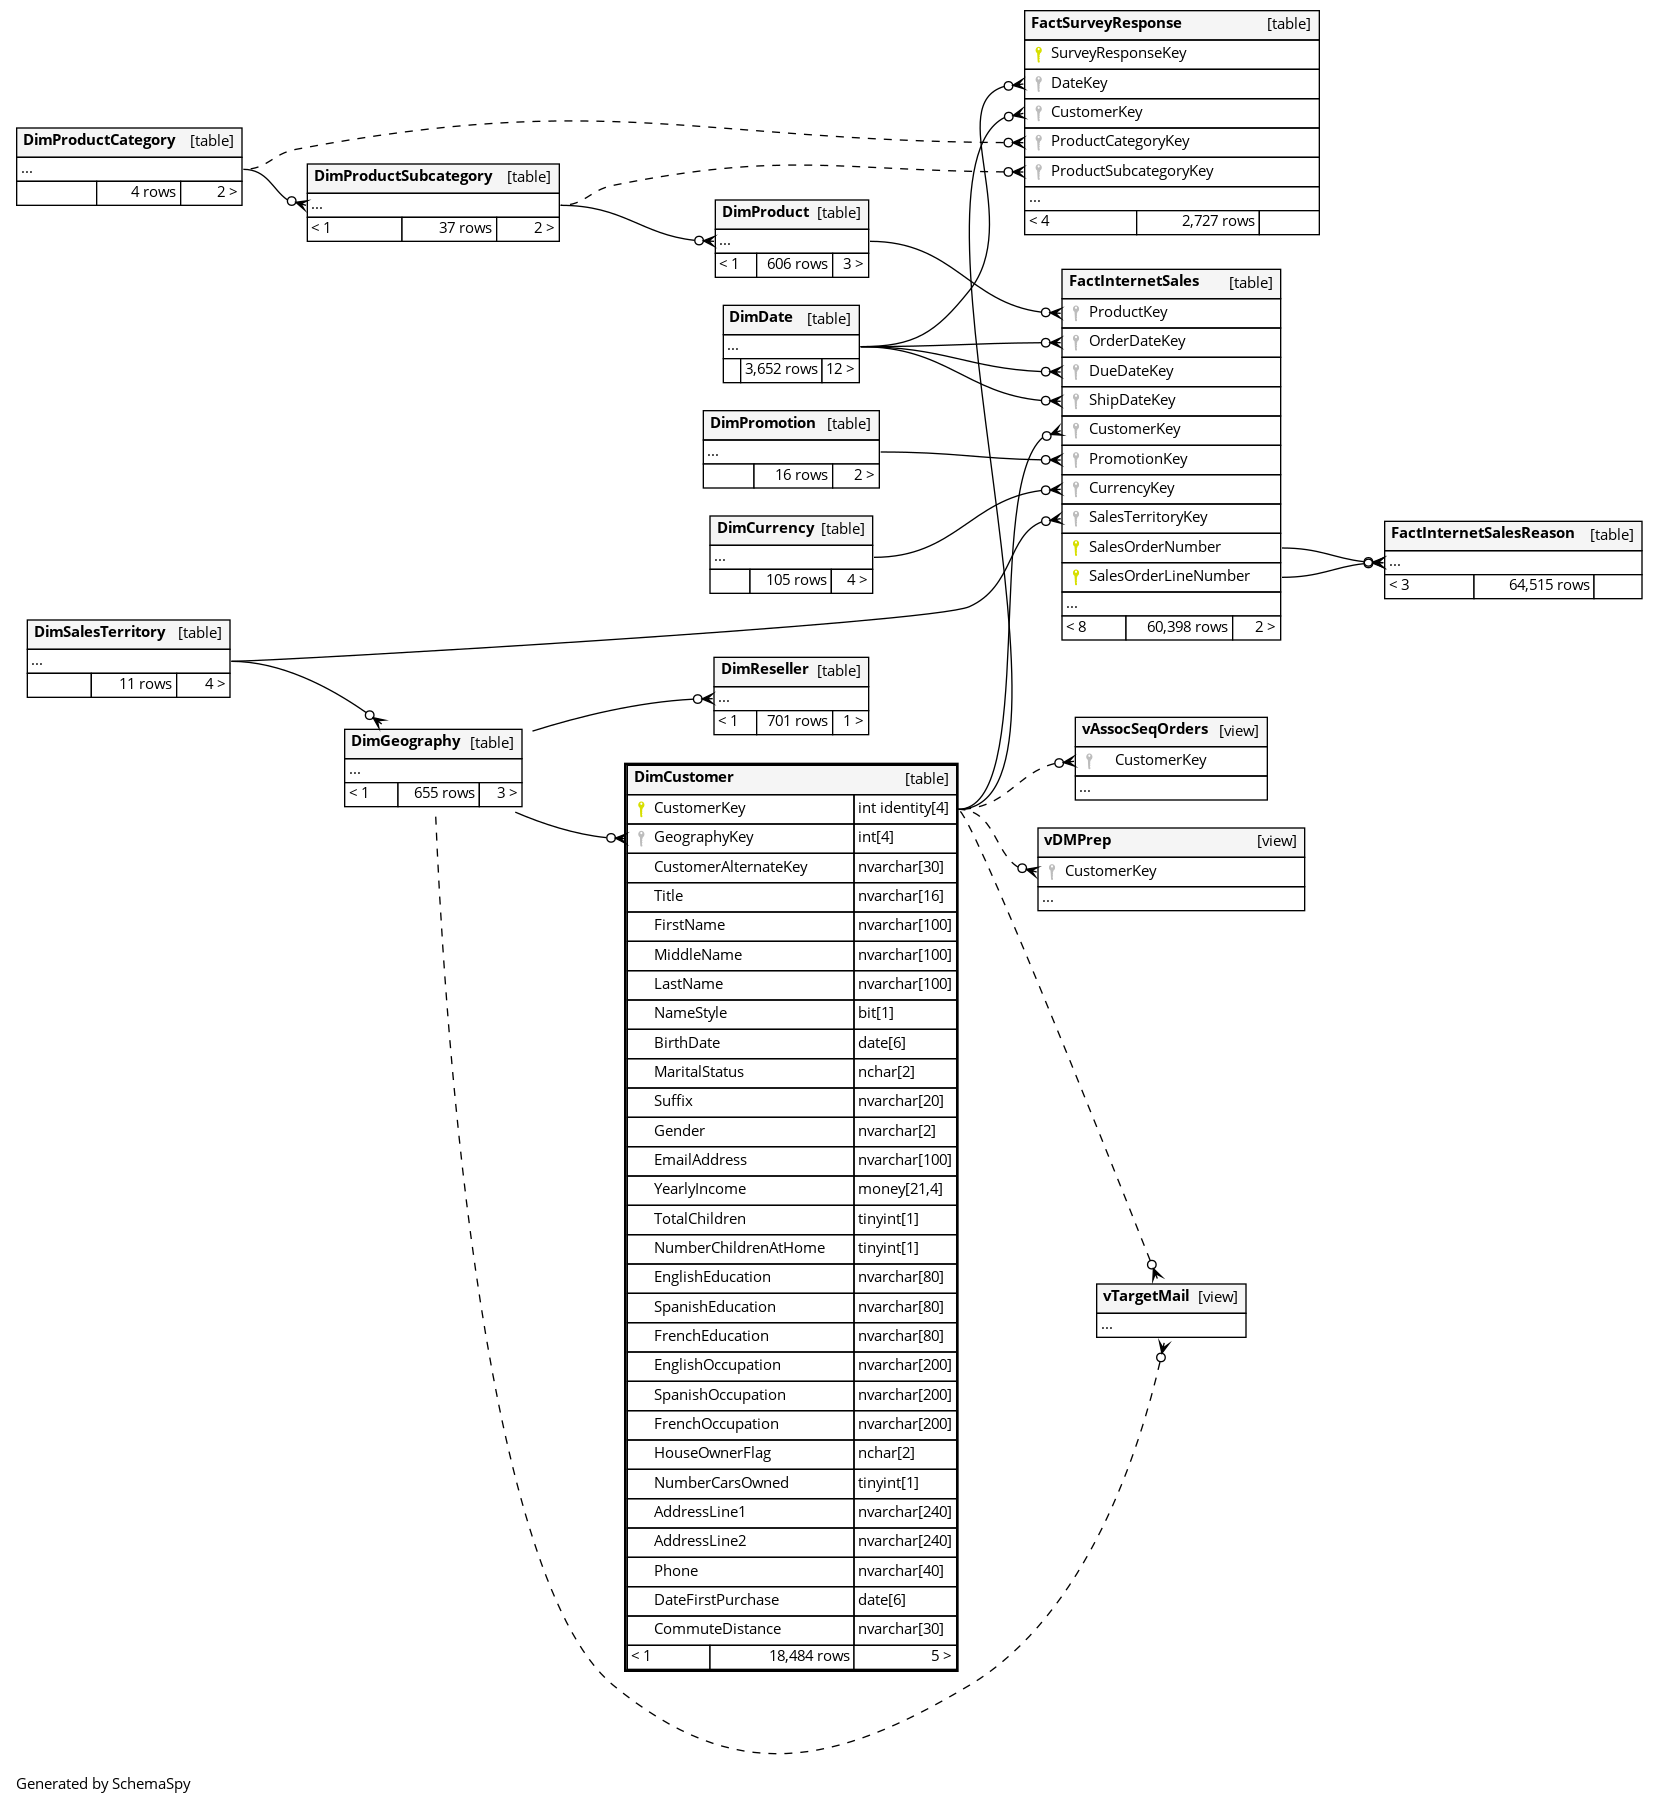 FactSurveyResponse [table]
SurveyResponseKey
DateKey
CustomerKey
ProductCategoryKey
ProductSubcategoryKey
...
< 4 2,727 rows
DimProductCategory [table]
...
4 rows 2 >
DimProductSubcategory [table]
...
< 1 37 rows 2 >
DimProduct [table]
...
< 1 606 rows 3 >
DimDate [table]
...
3,652 rows 12 >
FactInternetSales [table]
ProductKey
OrderDateKey
DueDateKey
ShipDateKey
CustomerKey
PromotionKey
CurrencyKey
SalesTerritoryKey
SalesOrderNumber
SalesOrderLineNumber
...
< 8 60,398 rows 2 >
DimPromotion [table]
...
16 rows 2 >
DimCurrency [table]
...
105 rows 4 >
FactInternetSalesReason [table]
...
< 3 64,515 rows
DimSalesTerritory [table]
...
11 rows 4 >
DimReseller [table]
...
< 1 701 rows 1 >
DimGeography [table]
...
< 1 655 rows 3 >
DimCustomer [table]
CustomerKey int identity[4]
GeographyKey int[4]
CustomerAlternateKey nvarchar[30]
Title nvarchar[16]
FirstName nvarchar[100]
MiddleName nvarchar[100]
LastName nvarchar[100]
NameStyle bit[1]
BirthDate date[6]
MaritalStatus nchar[2]
Suffix nvarchar[20]
Gender nvarchar[2]
EmailAddress nvarchar[100]
YearlyIncome money[21,4]
TotalChildren tinyint[1]
NumberChildrenAtHome tinyint[1]
EnglishEducation nvarchar[80]
SpanishEducation nvarchar[80]
FrenchEducation nvarchar[80]
EnglishOccupation nvarchar[200]
SpanishOccupation nvarchar[200]
FrenchOccupation nvarchar[200]
HouseOwnerFlag nchar[2]
NumberCarsOwned tinyint[1]
AddressLine1 nvarchar[240]
AddressLine2 nvarchar[240]
Phone nvarchar[40]
DateFirstPurchase date[6]
CommuteDistance nvarchar[30]
< 1 18,484 rows 5 >
vAssocSeqOrders [view]
CustomerKey
...
vDMPrep [view]
CustomerKey
...
vTargetMail [view]
...
Generated by SchemaSpy